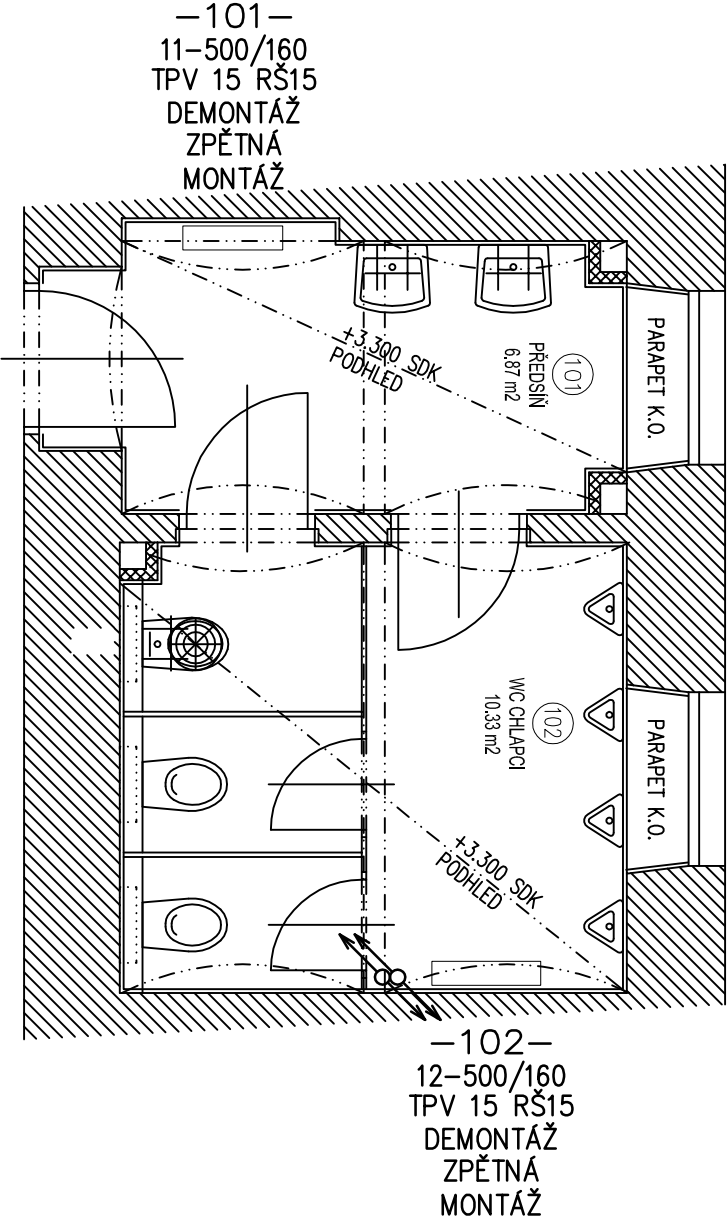 -101-
11-500/160
TPV 15 RŠ15
DEMONTÁŽ
ZPĚTNÁ
MONTÁŽ
+3.300 SDK
PODHLED
101
PŘEDSÍŇ
6.87 m2
PARAPET K.O.
102
WC CHLAPCI
10.33 m2
PARAPET K.O.
+3.300 SDK
PODHLED
-102-
12-500/160
TPV 15 RŠ15
DEMONTÁŽ
ZPĚTNÁ
MONTÁŽ